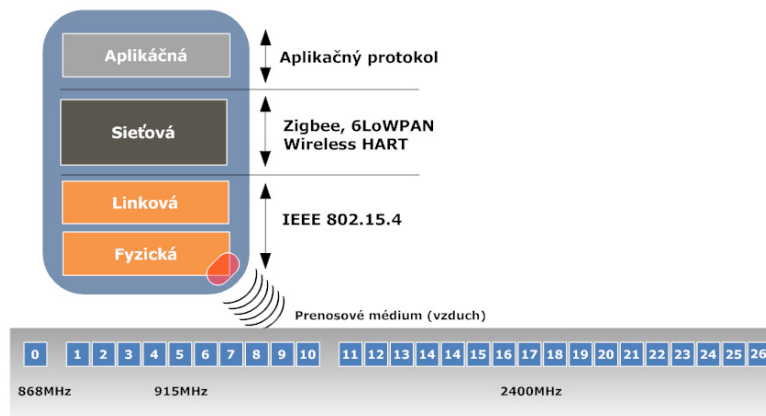 Aplikáčná
Aplikačný protokol
Sieťová
Zigbee, 6LoWPAN
Wireless HART
Linková
IEEE 802.15.4
Fyzická
Prenosové médium (vzduch)
0 1 2 3 4 5 6 7 8 9 10 11 12 13 14 14 15 16 17 18 19 20 21 22 23 24 25 26
868MHz 915MHz 2400MHz